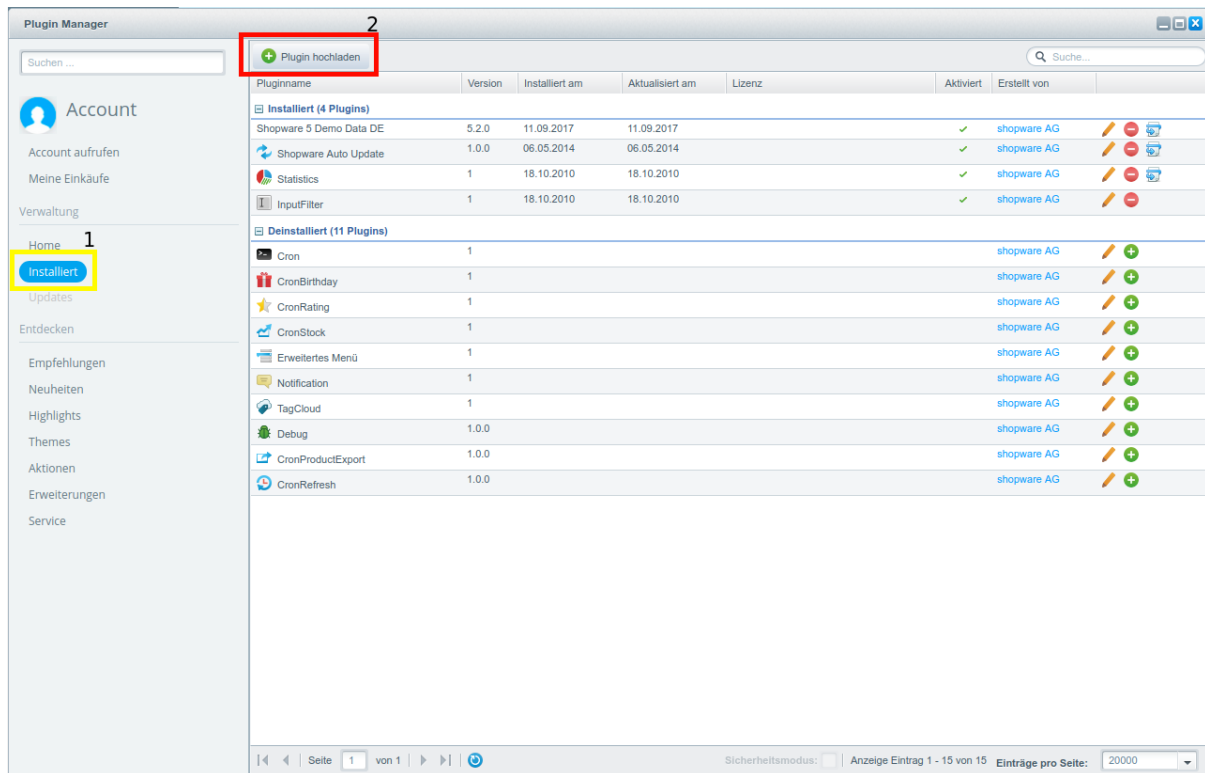 Plugin Manager
2
Suchen ...
Plugin hochladen
Suche...
Account
Account aufrufen
Meine Einkäufe
Verwaltung
Home
1
Installiert
Updates
Entdecken
Empfehlungen
Neuheiten
Highlights
Themes
Aktionen
Erweiterungen
Service
Pluginname Version Installiert am Aktualisiert am Lizenz Aktiviert Erstellt von
Installiert (4 Plugins)
Shopware 5 Demo Data DE 5.2.0 11.09.2017 11.09.2017 shopware AG
Shopware Auto Update 1.0.0 06.05.2014 06.05.2014 shopware AG
Statistics 1 18.10.2010 18.10.2010 shopware AG
InputFilter 1 18.10.2010 18.10.2010 shopware AG
Deinstalliert (11 Plugins)
Cron 1 shopware AG
CronBirthday 1 shopware AG
CronRating 1 shopware AG
CronStock 1 shopware AG
Erweitertes Menü 1 shopware AG
Notification 1 shopware AG
TagCloud 1 shopware AG
Debug 1.0.0 shopware AG
CronProductExport 1.0.0 shopware AG
CronRefresh 1.0.0 shopware AG
Seite 1 von 1 Sicherheitsmodus: Anzeige Eintrag 1 - 15 von 15 Einträge pro Seite: 20000